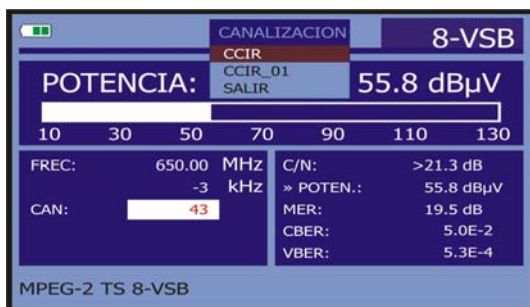 CANALIZACION
8-VSB
CCIR
CCIR_01
SALIR
POTENCIA: 55.8 dBµV
10 30 50 70 90 110 130
FREC: 650.00 MHz
-3 kHz
CAN: 43
C/N: >21.3 dB
» POTEN.: 55.8 dBµV
MER: 19.5 dB
CBER: 5.0E-2
VBER: 5.3E-4
MPEG-2 TS 8-VSB